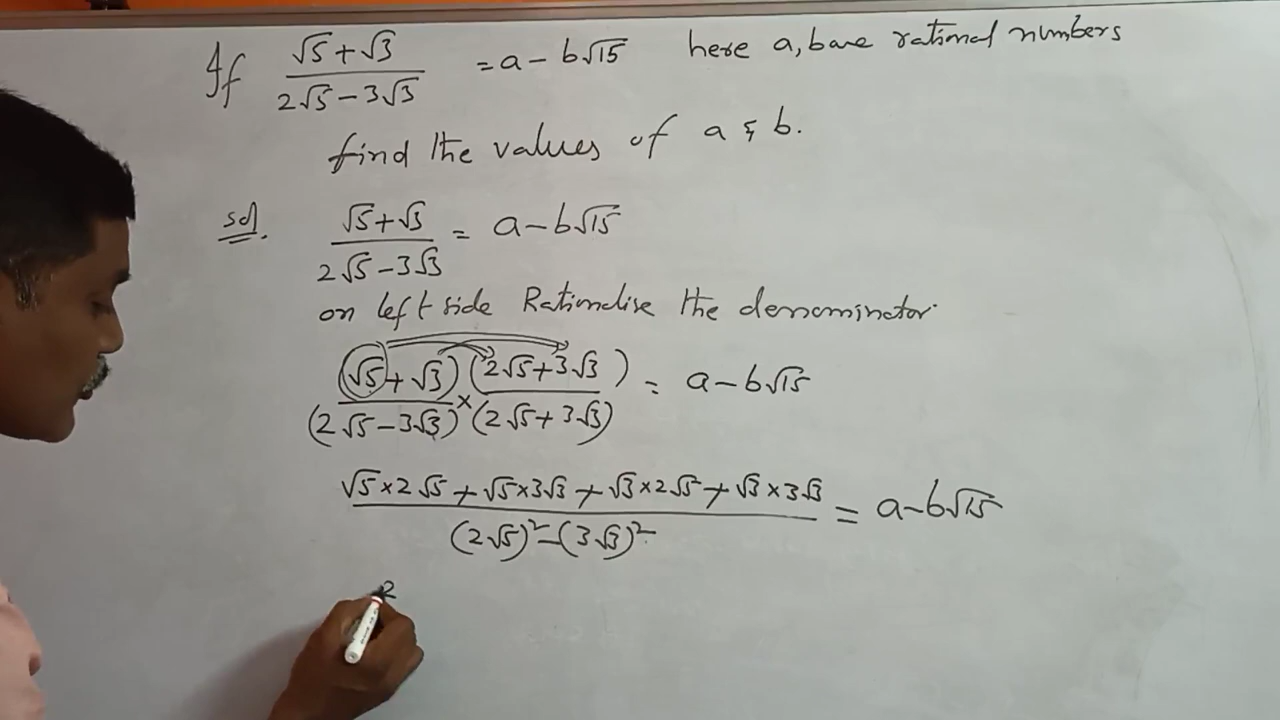 If (√5 + √3)/(2√5 - 3√3) = a - b√15 here a, b are rational numbers
find the values of a & b.
sol. (√5 + √3)/(2√5 - 3√3) = a - b√15
on left side Rationalise the denominator.
(√5 + √3)/(2√5 - 3√3) × (2√5 + 3√3)/(2√5 + 3√3) = a - b√15
(√5 × 2√5 + √5 × 3√3 + √3 × 2√5 + √3 × 3√3)/((2√5)² - (3√3)²) = a - b√15
2